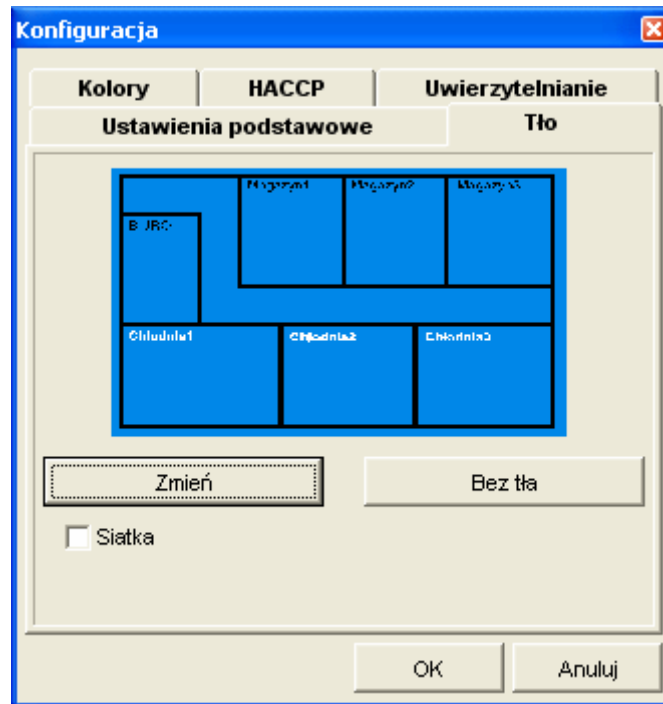 Konfiguracja
Kolory HACCP Uwierzytelnianie
Ustawienia podstawowe Tło
Magazyn1 Magazyn2 Magazyn3
BIURO
Chłodnia1 Chłodnia2 Chłodnia3
Zmień Bez tła
Siatka
OK Anuluj